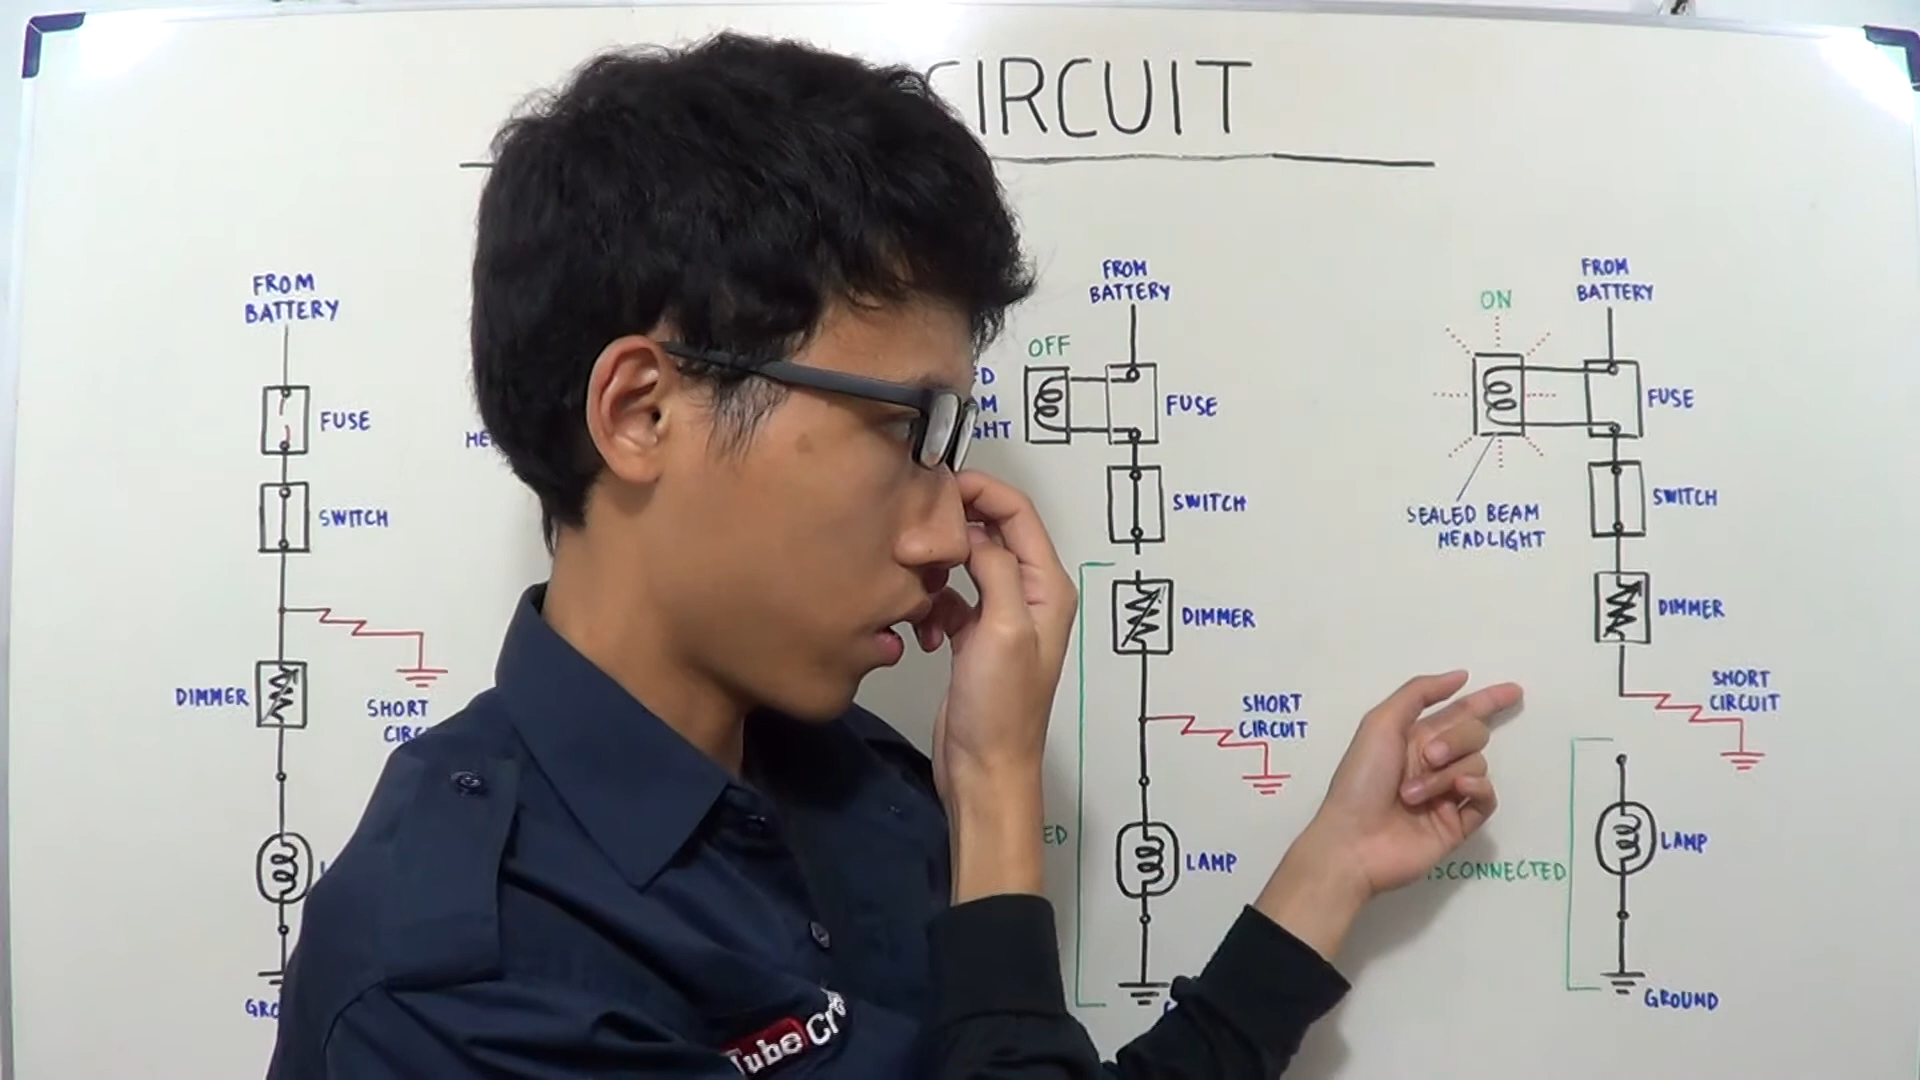 CIRCUIT
FROM
BATTERY
FUSE
SWITCH
DIMMER
SHORT
OFF
FROM
BATTERY
FUSE
SWITCH
DIMMER
SHORT
CIRCUIT
LAMP
ON
FROM
BATTERY
FUSE
SEALED BEAM
HEADLIGHT
SWITCH
DIMMER
SHORT
CIRCUIT
LAMP
GROUND
Tube